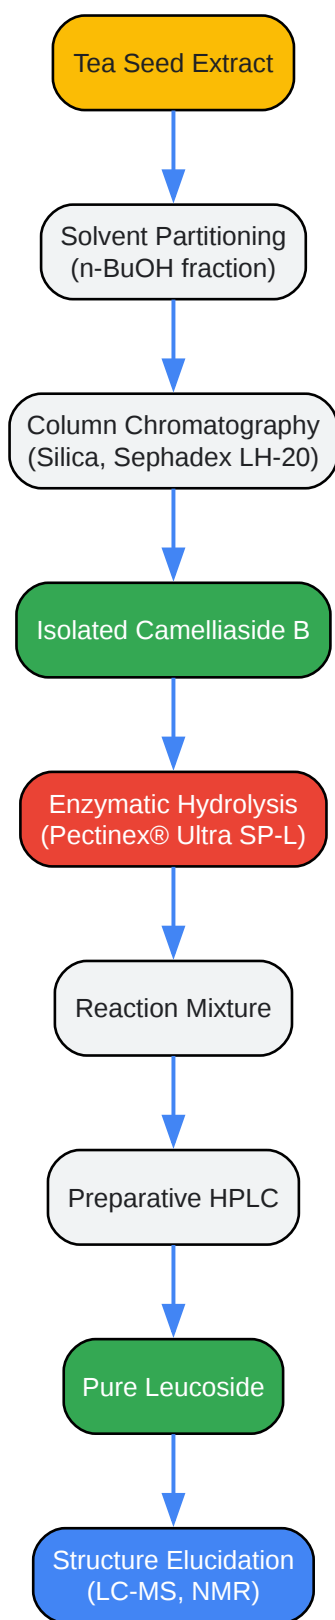 Tea Seed Extract
Solvent Partitioning
(n-BuOH fraction)
Column Chromatography
(Silica, Sephadex LH-20)
Isolated Camelliaside B
Enzymatic Hydrolysis
(Pectinex® Ultra SP-L)
Reaction Mixture
Preparative HPLC
Pure Leucoside
Structure Elucidation
(LC-MS, NMR)